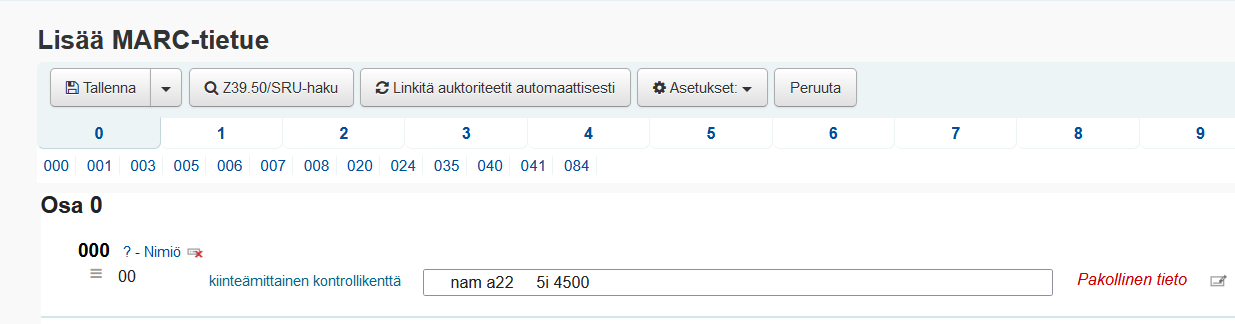 Lisää MARC-tietue
Tallenna Z39.50/SRU-haku Linkitä auktoriteetit automaattisesti Asetukset: Peruuta
0 1 2 3 4 5 6 7 8 9
000 001 003 005 006 007 008 020 024 035 040 041 084
Osa 0
000 ? - Nimiö
00 kiinteämittainen kontrollikenttä nam a22 5i 4500 Pakollinen tieto